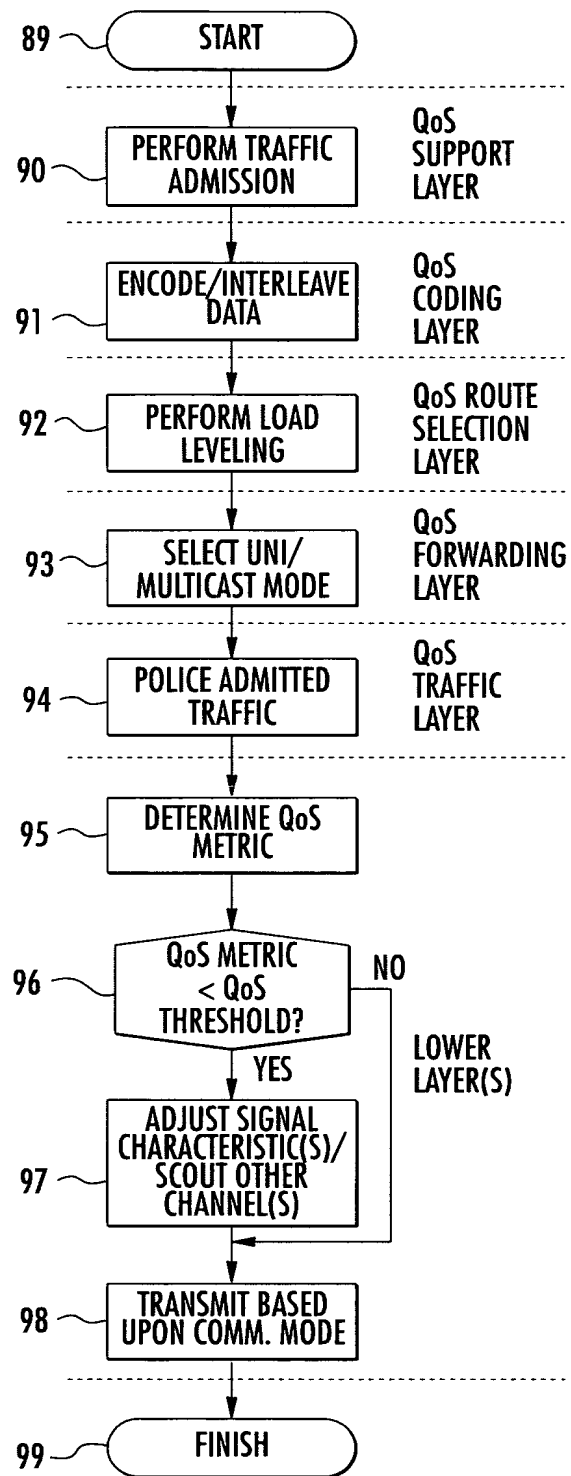 89
START
90
PERFORM TRAFFIC
ADMISSION
QoS
SUPPORT
LAYER
91
ENCODE/INTERLEAVE
DATA
QoS
CODING
LAYER
92
PERFORM LOAD
LEVELING
QoS ROUTE
SELECTION
LAYER
93
SELECT UNI/
MULTICAST MODE
QoS
FORWARDING
LAYER
94
POLICE ADMITTED
TRAFFIC
QoS
TRAFFIC
LAYER
95
DETERMINE QoS
METRIC
96
QoS METRIC
< QoS
THRESHOLD?
NO
YES
LOWER
LAYER(S)
97
ADJUST SIGNAL
CHARACTERISTIC(S)/
SCOUT OTHER
CHANNEL(S)
98
TRANSMIT BASED
UPON COMM. MODE
99
FINISH